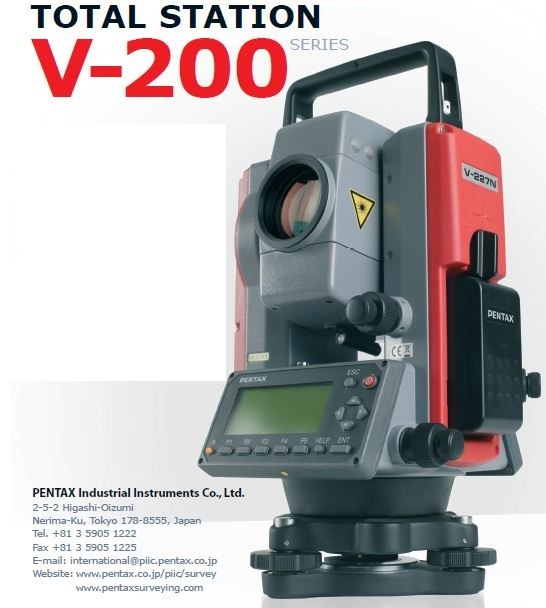 TOTAL STATION
V-200 SERIES
V-227N
PENTAX
CE
PENTAX
ESC
F1 F2 F3 F4 F5 HELP ENT
PENTAX Industrial Instruments Co., Ltd.
2-5-2 Higashi-Oizumi
Nerima-Ku, Tokyo 178-8555, Japan
Tel. +81 3 5905 1222
Fax +81 3 5905 1225
E-mail: international@piic.pentax.co.jp
Website: www.pentax.co.jp/piic/survey
www.pentaxsurveying.com